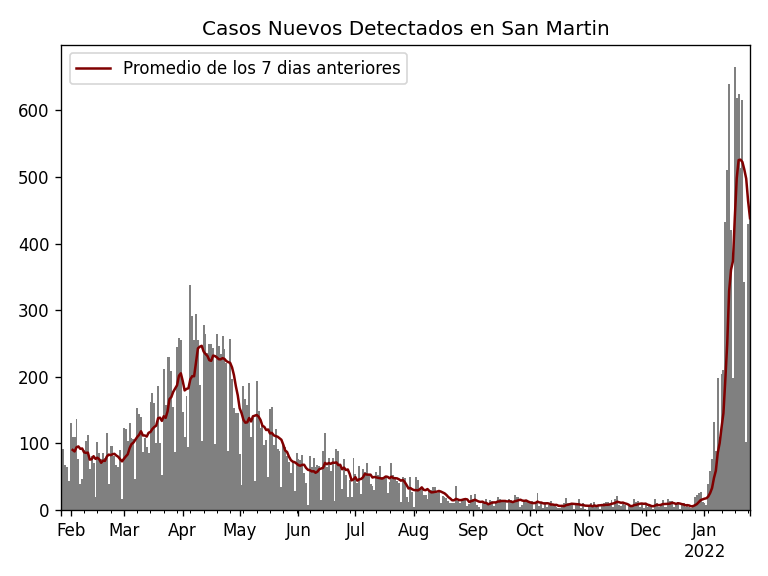 Casos Nuevos Detectados en San Martin
Promedio de los 7 dias anteriores
600
500
400
300
200
100
0
Feb Mar Apr May Jun Jul Aug Sep Oct Nov Dec Jan
2022